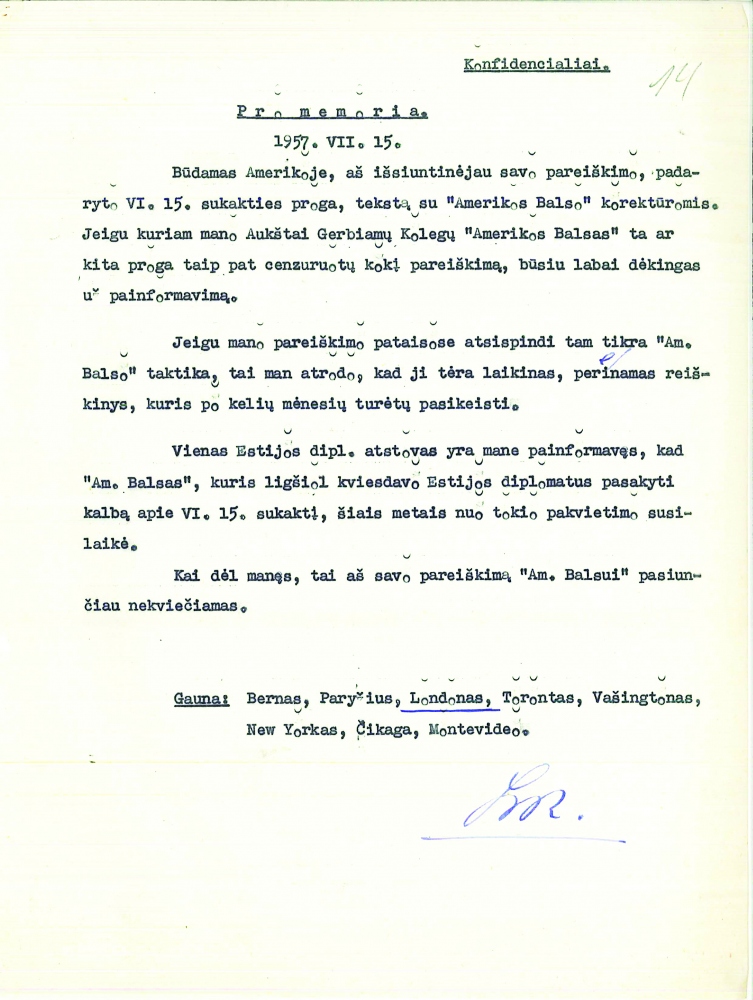 Konfidencialiai.
14
Pro memoria.
1957. VII. 15.
Būdamas Amerikoje, aš išsiuntinėjau savo pareiškimo, pada-
ryto VI. 15. sukakties proga, tekstą su "Amerikos Balso" korektūromis.
Jeigu kuriam mano Aukštai Gerbiamų Kolegų "Amerikos Balsas" ta ar
kita proga taip pat cenzuruotų kokį pareiškimą, būsiu labai dėkingas
už painformavimą.
Jeigu mano pareiškimo pataisose atsispindi tam tikra "Am.
Balso" taktika, tai man atrodo, kad ji tėra laikinas, pereinamas reiš-
kinys, kuris po kelių mėnesių turėtų pasikeisti.
Vienas Estijos dipl. atstovas yra mane painformavęs, kad
"Am. Balsas", kuris ligšiol kviesdavo Estijos diplomatus pasakyti
kalbą apie VI. 15. sukaktį, šiais metais nuo tokio pakvietimo susi-
laikė.
Kai dėl manęs, tai aš savo pareiškimą "Am. Balsui" pasiun-
čiau nekviečiamas.
Gauna: Bernas, Paryžius, Londonas, Torontas, Vašingtonas,
New Yorkas, Čikaga, Montevideo.